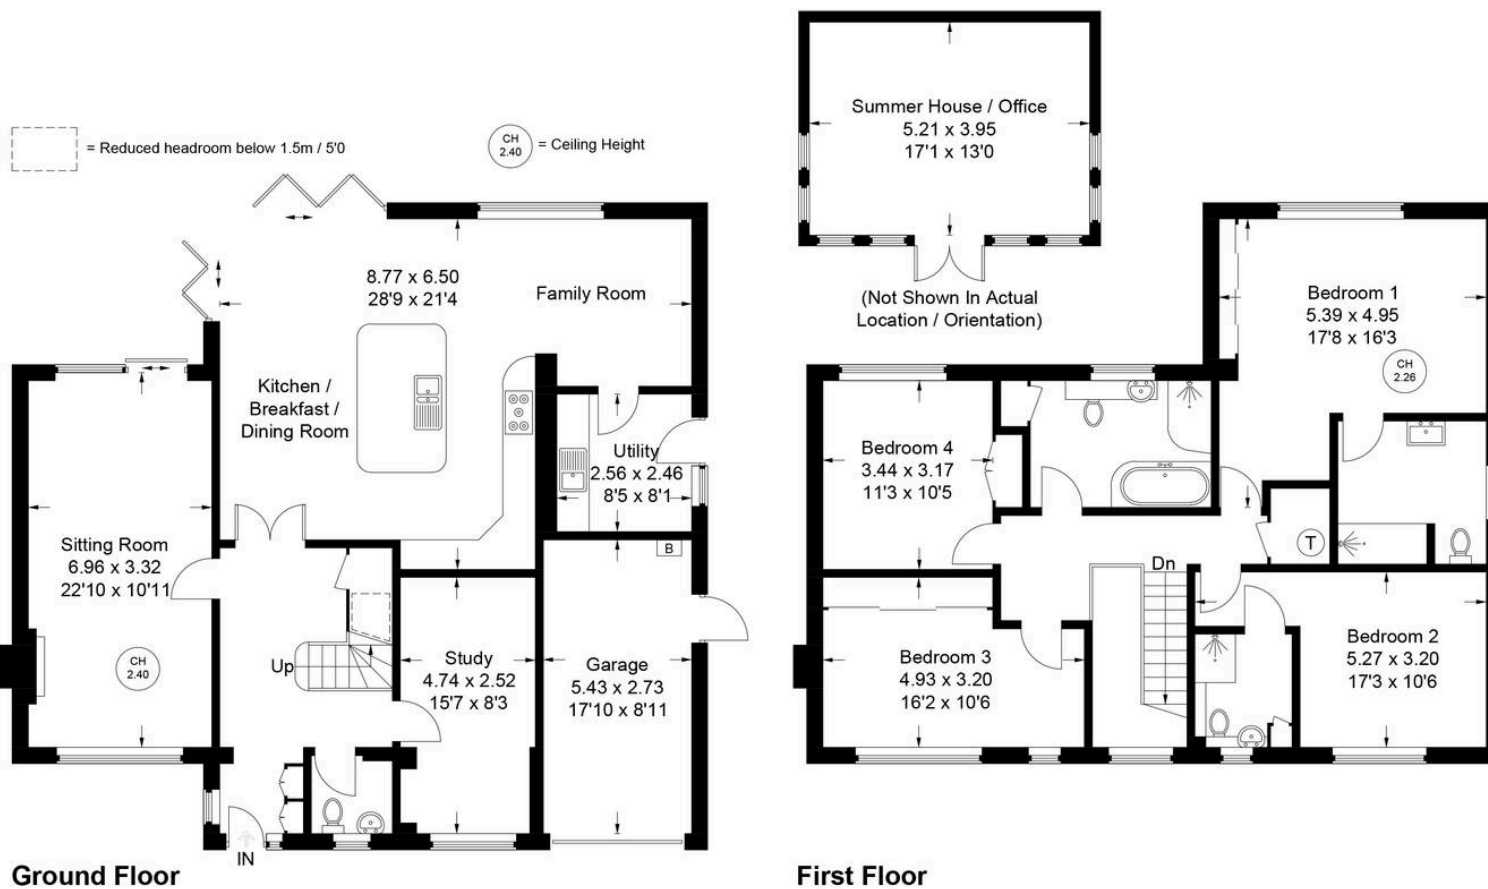 = Reduced headroom below 1.5m / 5'0
CH
2.40
= Ceiling Height
Summer House / Office
5.21 x 3.95
17'1 x 13'0
(Not Shown In Actual
Location / Orientation)
8.77 x 6.50
28'9 x 21'4
Family Room
Kitchen /
Breakfast /
Dining Room
Utility
2.56 x 2.46
8'5 x 8'1
Sitting Room
6.96 x 3.32
22'10 x 10'11
CH
2.40
Up
B
Study
4.74 x 2.52
15'7 x 8'3
Garage
5.43 x 2.73
17'10 x 8'11
IN
Ground Floor
Bedroom 1
5.39 x 4.95
17'8 x 16'3
CH
2.26
Bedroom 4
3.44 x 3.17
11'3 x 10'5
T
Dn
Bedroom 3
4.93 x 3.20
16'2 x 10'6
Bedroom 2
5.27 x 3.20
17'3 x 10'6
First Floor